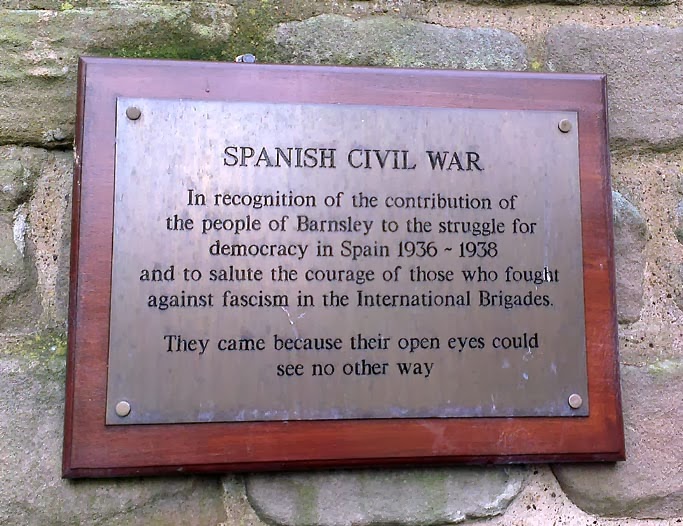 SPANISH CIVIL WAR
In recognition of the contribution of
the people of Barnsley to the struggle for
democracy in Spain 1936 ~ 1938
and to salute the courage of those who fought
against fascism in the International Brigades.
They came because their open eyes could
see no other way